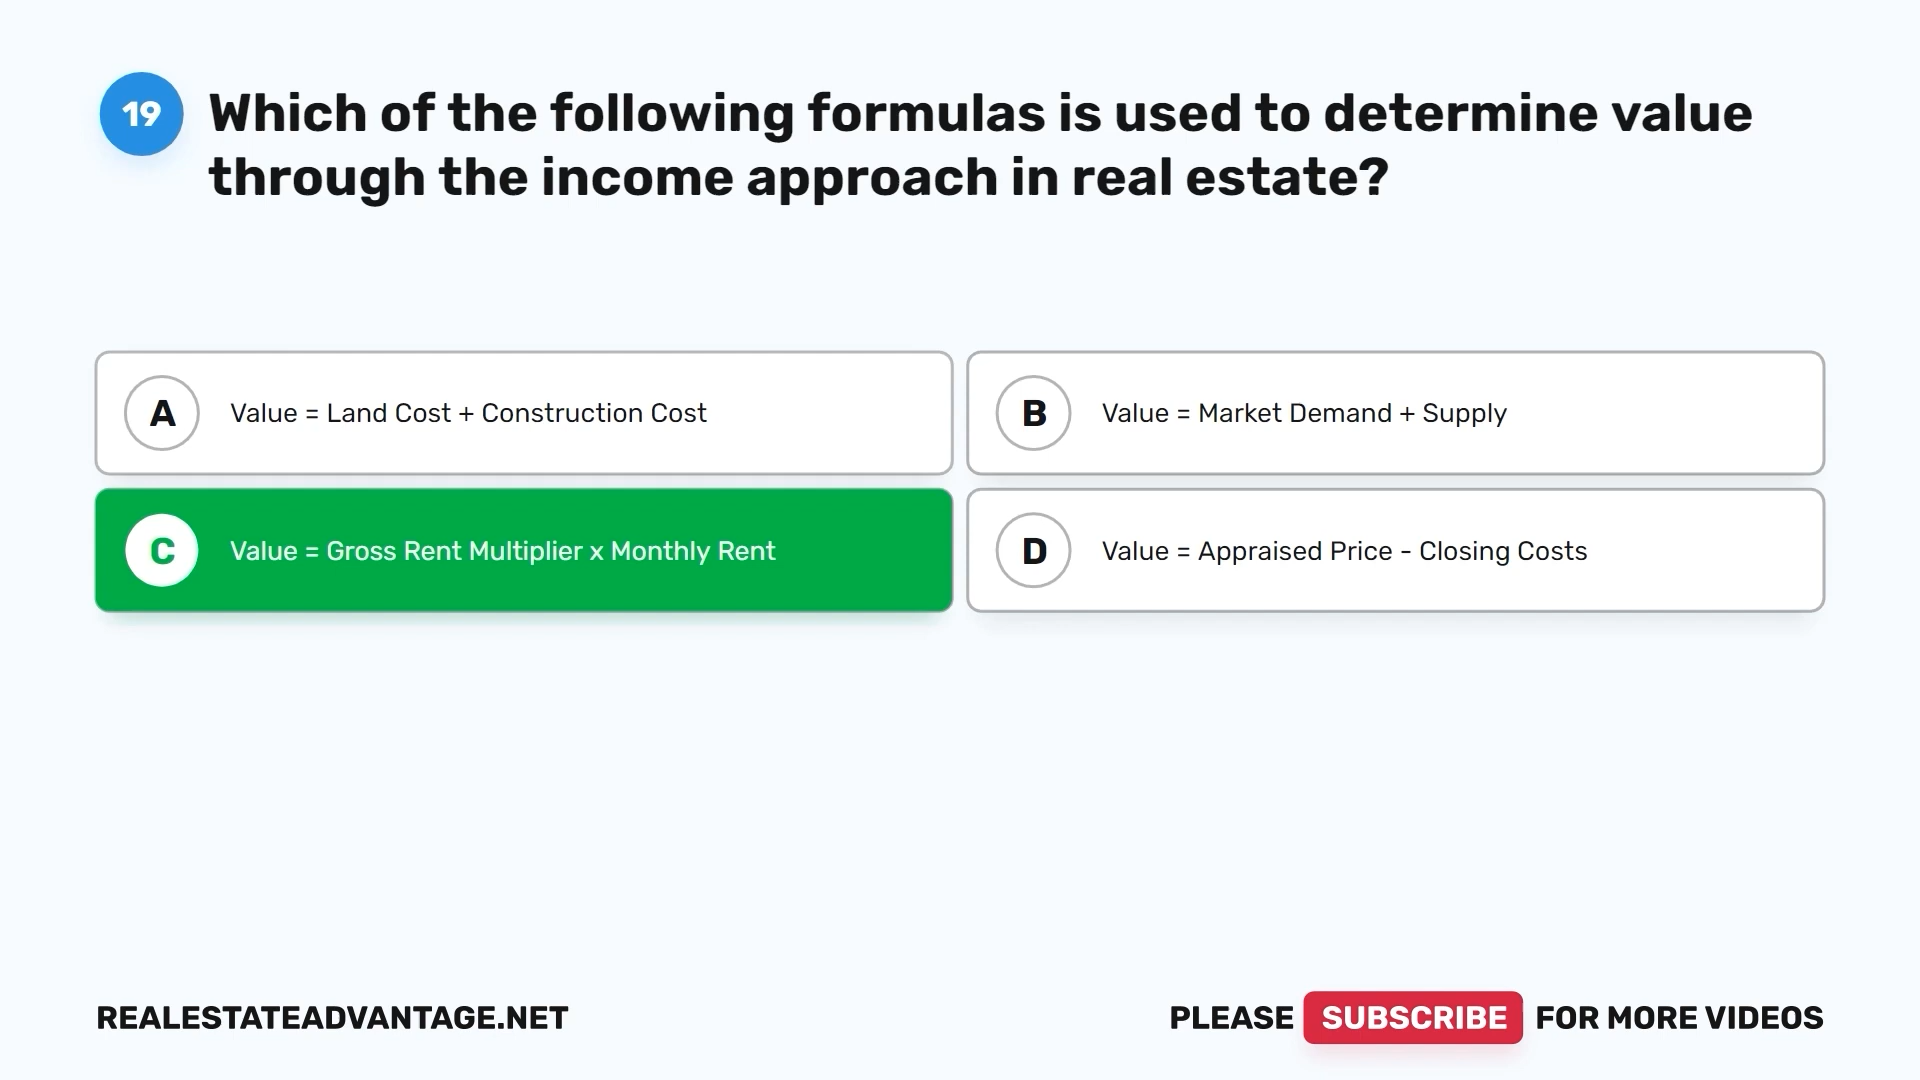 19
Which of the following formulas is used to determine value
through the income approach in real estate?
A
Value = Land Cost + Construction Cost
B
Value = Market Demand + Supply
C
Value = Gross Rent Multiplier x Monthly Rent
D
Value = Appraised Price - Closing Costs
REALESTATEADVANTAGE.NET
PLEASE SUBSCRIBE FOR MORE VIDEOS